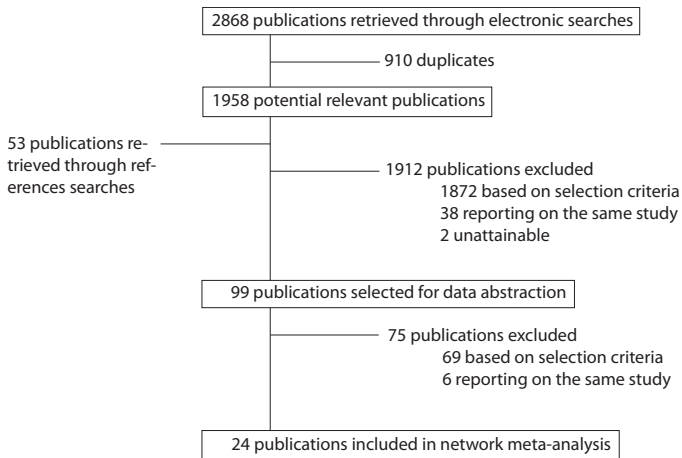 2868 publications retrieved through electronic searches
910 duplicates
1958 potential relevant publications
53 publications re-
trieved through ref-
erences searches
1912 publications excluded
1872 based on selection criteria
38 reporting on the same study
2 unattainable
99 publications selected for data abstraction
75 publications excluded
69 based on selection criteria
6 reporting on the same study
24 publications included in network meta-analysis